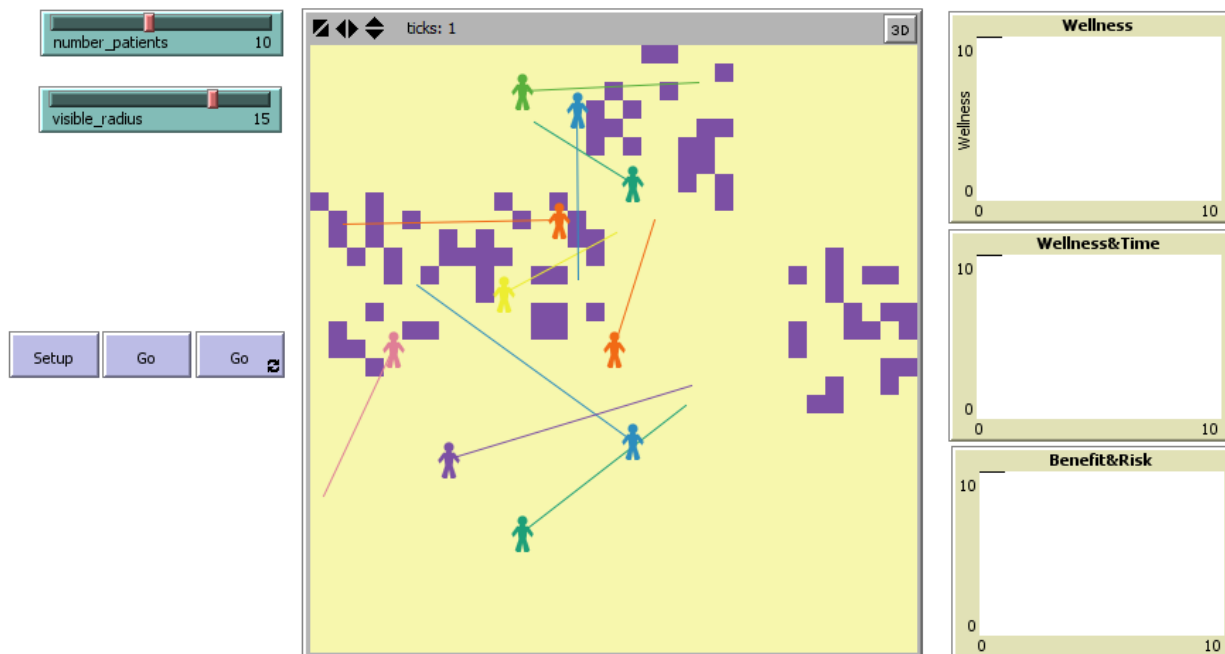 number_patients 10
visible_radius 15
Setup
Go
Go
ticks: 1
3D
Wellness
10
Wellness
0
0 10
Wellness&Time
10
0
0 10
Benefit&Risk
10
0
0 10